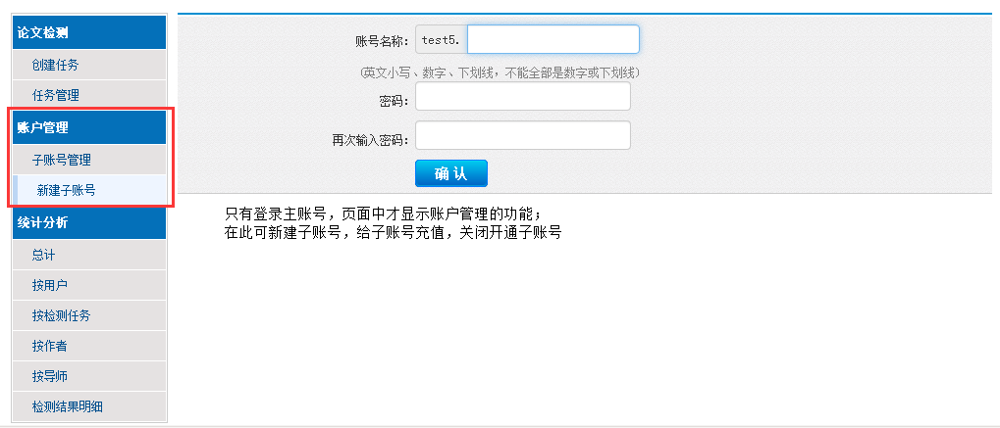 论文检测
创建任务
任务管理
账户管理
子账号管理
新建子账号
统计分析
总计
按用户
按检测任务
按作者
按导师
检测结果明细
账号名称: test5.
(英文小写、数字、下划线，不能全部是数字或下划线)
密码:
再次输入密码:
确认
只有登录主账号，页面中才显示账户管理的功能；
在此可新建子账号，给子账号充值，关闭开通子账号